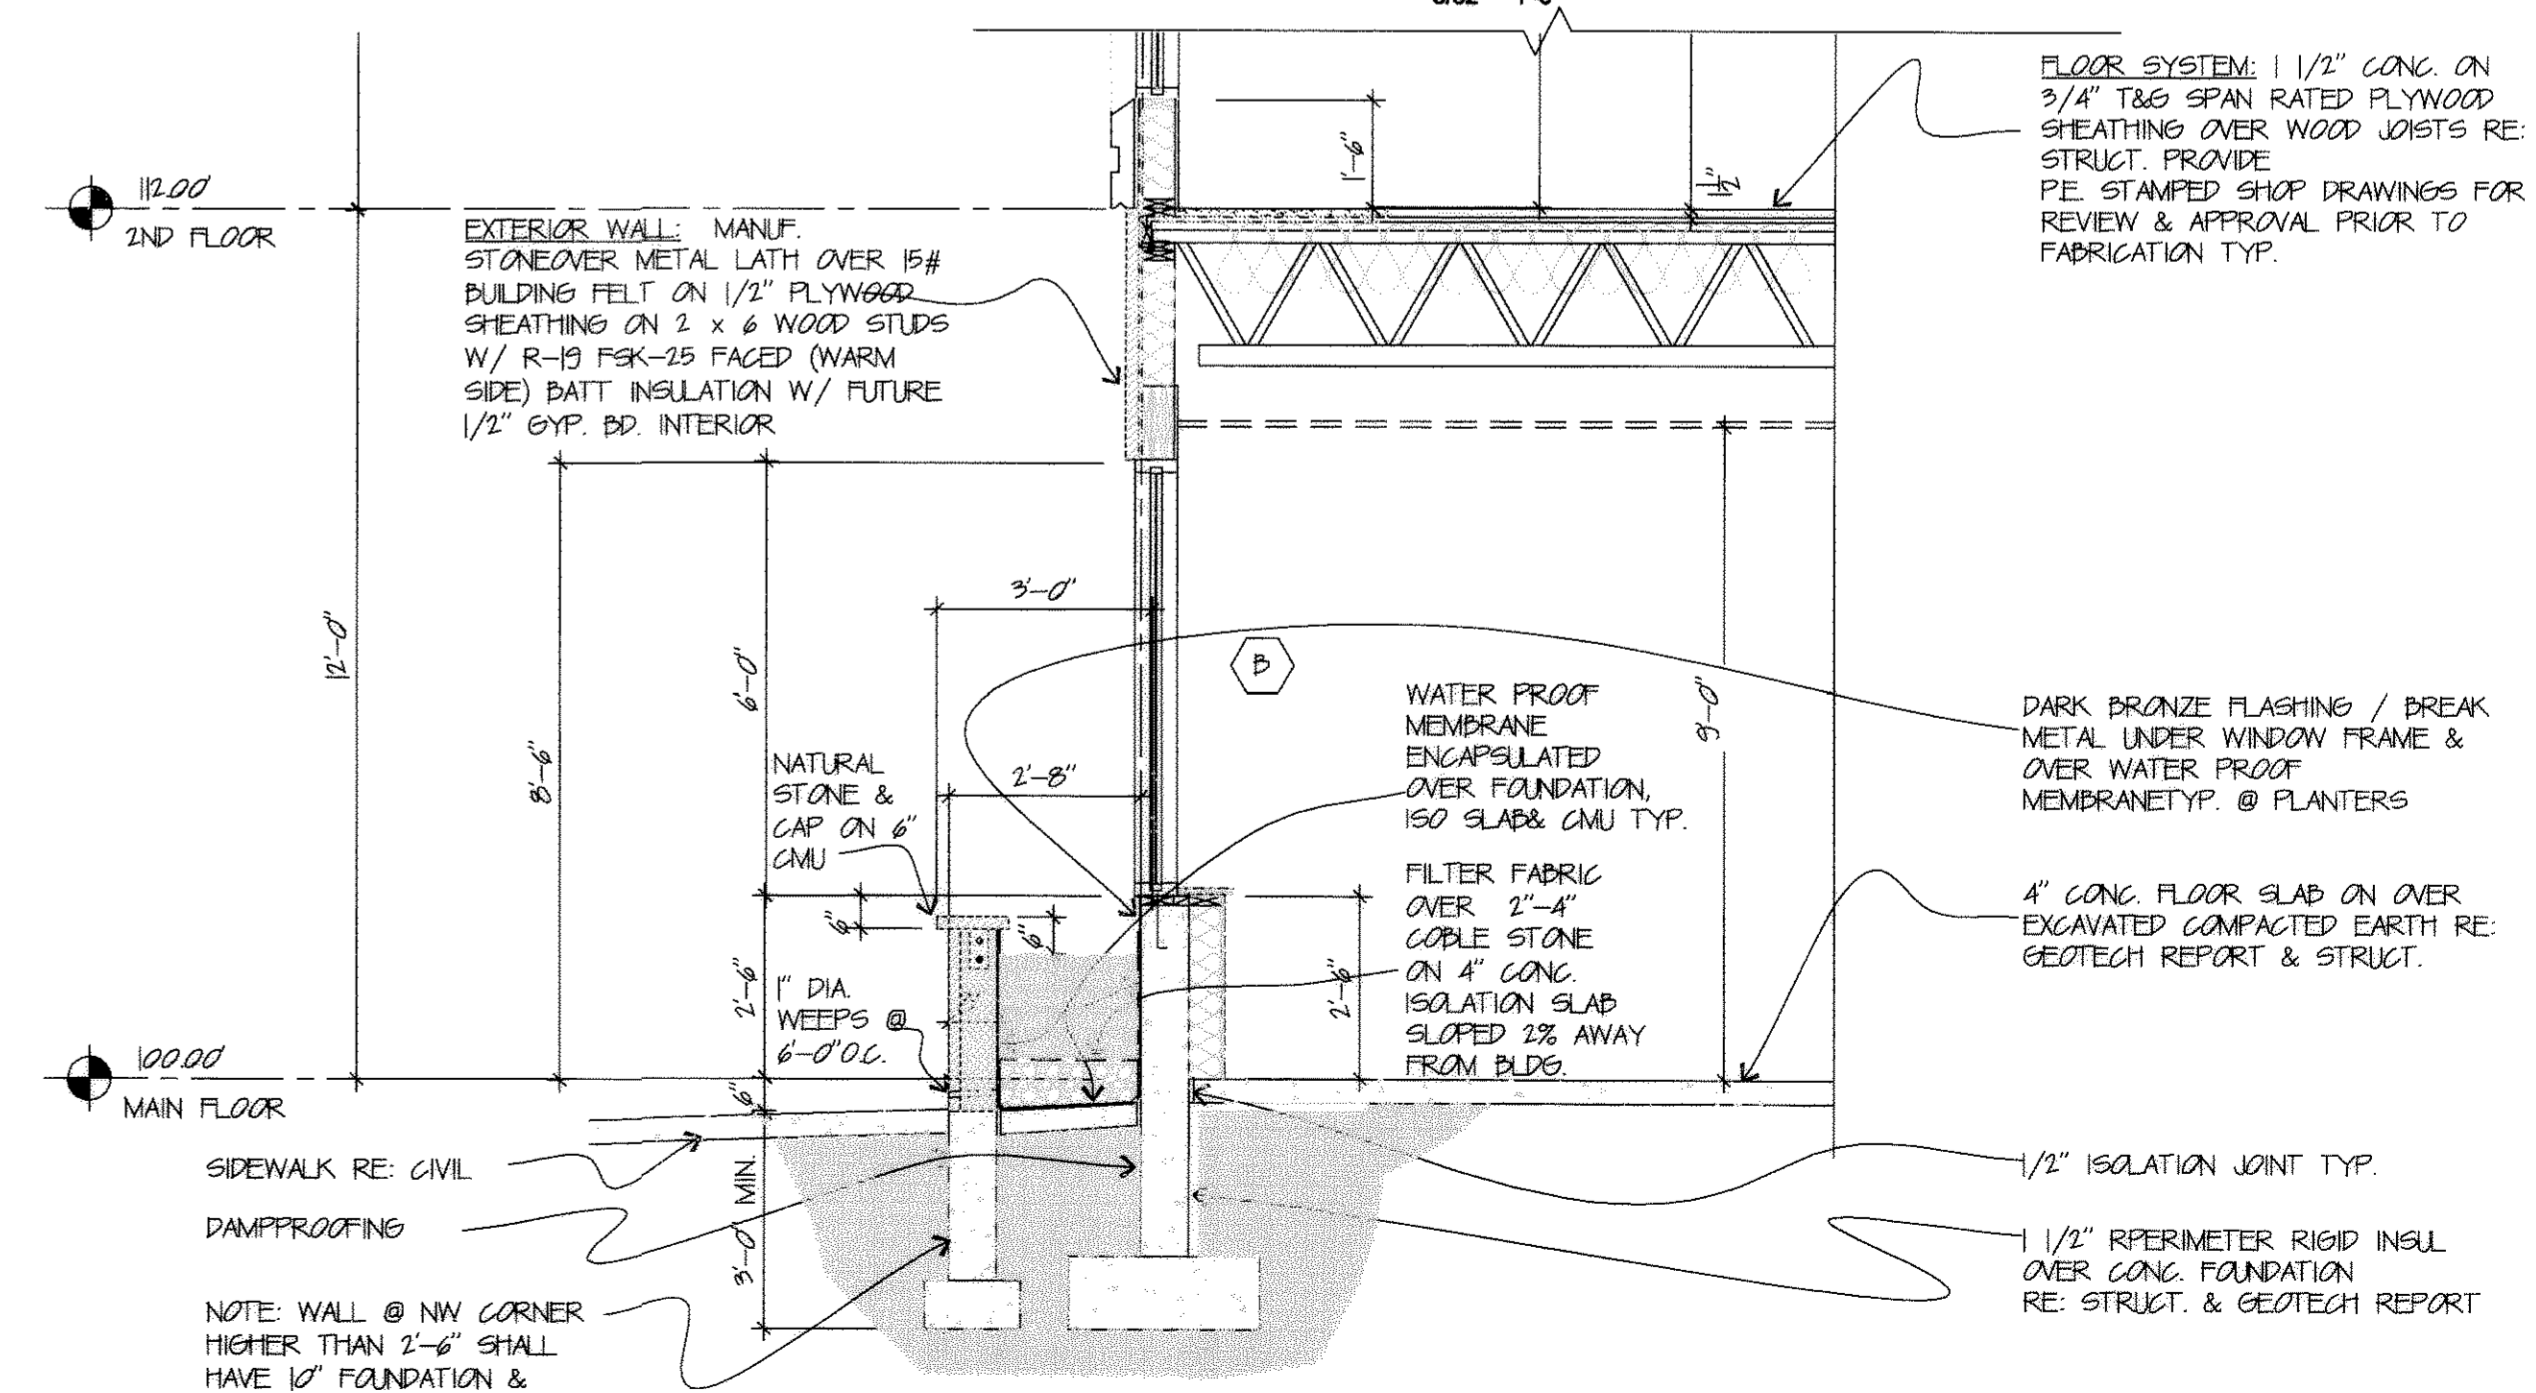 112.00'
2ND FLOOR
EXTERIOR WALL: MANUF.
STONEOVER METAL LATH OVER 15#
BUILDING FELT ON 1/2" PLYWOOD
SHEATHING ON 2 x 6 WOOD STUDS
W/ R-19 FSK-25 FACED (WARM
SIDE) BATT INSULATION W/ FUTURE
1/2" GYP. BD. INTERIOR
1'-6"
1 1/2"
FLOOR SYSTEM: 1 1/2" CONC. ON
3/4" T&G SPAN RATED PLYWOOD
SHEATHING OVER WOOD JOISTS RE:
STRUCT. PROVIDE
P.E. STAMPED SHOP DRAWINGS FOR
REVIEW & APPROVAL PRIOR TO
FABRICATION TYP.
12'-0"
8'-6"
6'-0"
3'-0"
2'-8"
B
9'-0"
NATURAL
STONE &
CAP ON 6"
CMU
WATER PROOF
MEMBRANE
ENCAPSULATED
OVER FOUNDATION,
ISO SLAB& CMU TYP.
DARK BRONZE FLASHING / BREAK
METAL UNDER WINDOW FRAME &
OVER WATER PROOF
MEMBRANETYP. @ PLANTERS
6"
6"
2'-6"
1" DIA.
WEEPS @
6'-0"O.C.
FILTER FABRIC
OVER 2"-4"
COBLE STONE
ON 4" CONC.
ISOLATION SLAB
SLOPED 2% AWAY
FROM BLDG.
2'-6"
4" CONC. FLOOR SLAB ON OVER
EXCAVATED COMPACTED EARTH RE:
GEOTECH REPORT & STRUCT.
100.00'
MAIN FLOOR
6"
3'-0" MIN.
SIDEWALK RE: CIVIL
DAMPPROOFING
NOTE: WALL @ NW CORNER
HIGHER THAN 2'-6" SHALL
HAVE 10" FOUNDATION &
1/2" ISOLATION JOINT TYP.
1 1/2" RPERIMETER RIGID INSUL
OVER CONC. FOUNDATION
RE: STRUCT. & GEOTECH REPORT